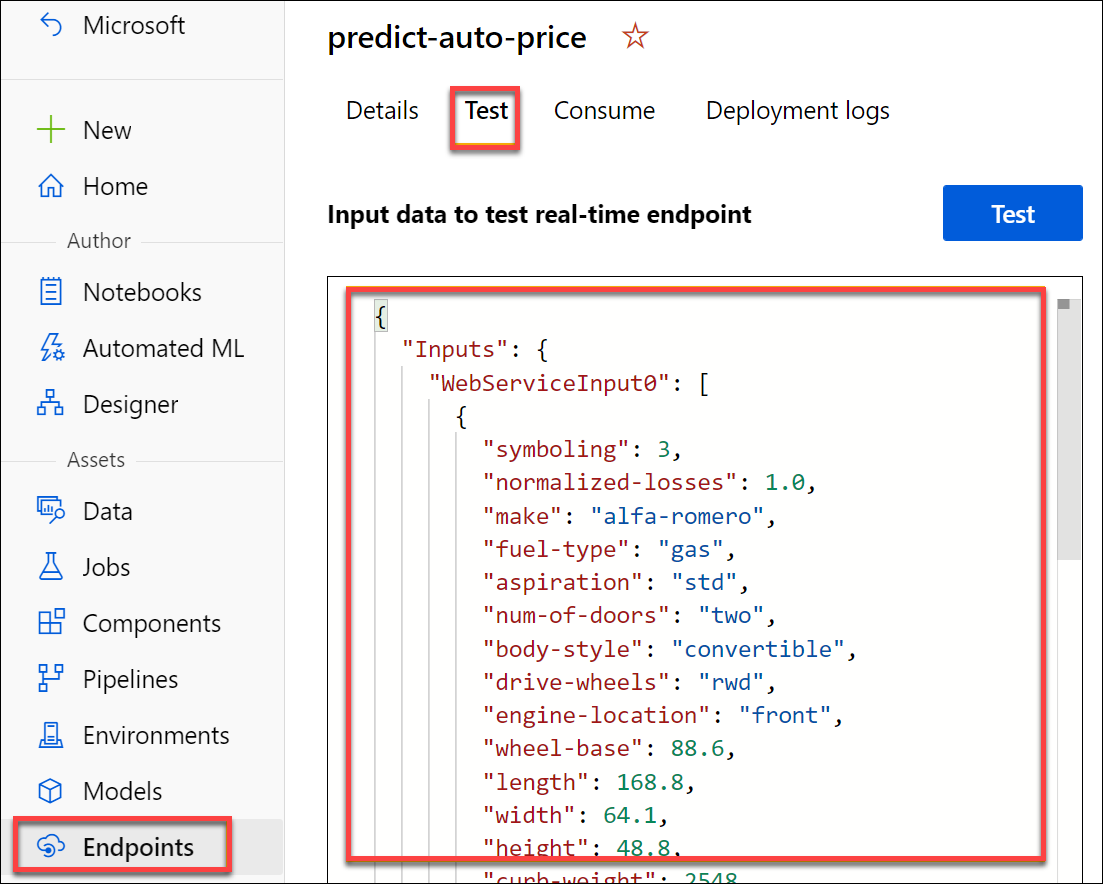 Microsoft
New
Home
Author
Notebooks
Automated ML
Designer
Assets
Data
Jobs
Components
Pipelines
Environments
Models
Endpoints
predict-auto-price
Details Test Consume Deployment logs
Input data to test real-time endpoint Test
{
"Inputs": {
"WebServiceInput0": [
{
"symboling": 3,
"normalized-losses": 1.0,
"make": "alfa-romero",
"fuel-type": "gas",
"aspiration": "std",
"num-of-doors": "two",
"body-style": "convertible",
"drive-wheels": "rwd",
"engine-location": "front",
"wheel-base": 88.6,
"length": 168.8,
"width": 64.1,
"height": 48.8,
"curb-weight": 2548